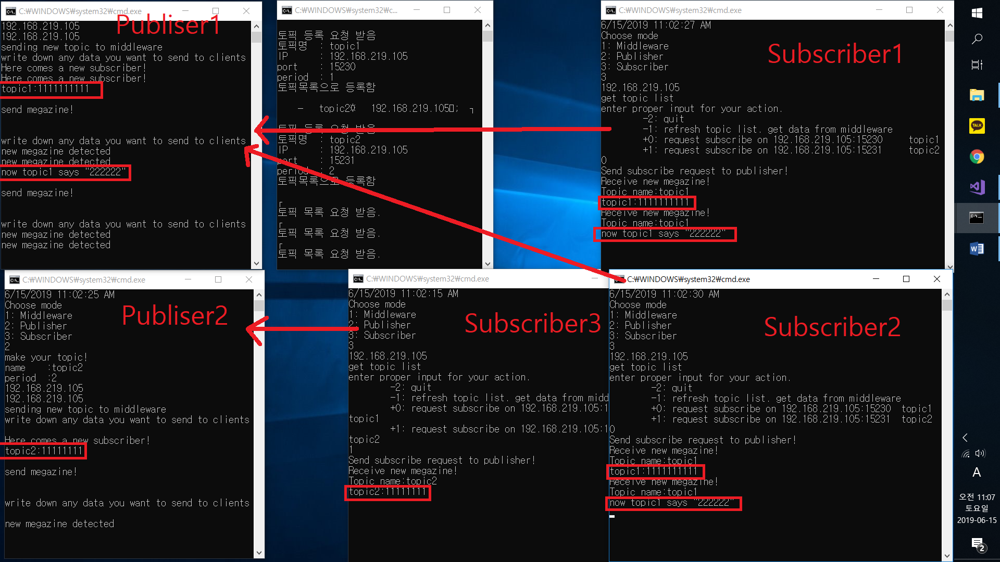 C:₩WINDOWS₩system32₩cmd.exe
Publiser1
192.168.219.105
192.168.219.105
sending new topic to middleware
write down any data you want to send to clients
Here comes a new subscriber!
Here comes a new subscriber!
topic1:1111111111
send megazine!
write down any data you want to send to clients
new megazine detected
new megazine detected
now topic1 says "222222"
send megazine!
write down any data you want to send to clients
new megazine detected
new megazine detected
C:₩WINDOWS₩system32₩c...
토픽 등록 요청 받음
토픽명 : topic1
IP : 192.168.219.105
port : 15230
period : 1
토픽목록으로 등록함
- topic2¤ 192.168.219.105 ; ┐
토픽 등록 요청 받음
토픽명 : topic2
IP : 192.168.219.105
port : 15231
period : 2
토픽목록으로 등록함
┌
토픽 목록 요청 받음.
┌
토픽 목록 요청 받음.
┌
토픽 목록 요청 받음.
C:₩WINDOWS₩system32₩cmd.exe
Subscriber1
6/15/2019 11:02:27 AM
Choose mode
1: Middleware
2: Publisher
3: Subscriber
3
192.168.219.105
get topic list
enter proper input for your action.
-2: quit
-1: refresh topic list. get data from middleware
+0: request subscribe on 192.168.219.105:15230 topic1
+1: request subscribe on 192.168.219.105:15231 topic2
0
Send subscribe request to publisher!
Receive new megazine!
Topic name:topic1
topic1:1111111111
Receive new megazine!
Topic name:topic1
now topic1 says "222222"
C:₩WINDOWS₩system32₩cmd.exe
Publiser2
6/15/2019 11:02:25 AM
Choose mode
1: Middleware
2: Publisher
3: Subscriber
2
make your topic!
name :topic2
period :2
192.168.219.105
192.168.219.105
sending new topic to middleware
write down any data you want to send to clients
Here comes a new subscriber!
topic2:11111111
send megazine!
write down any data you want to send to clients
new megazine detected
C:₩WINDOWS₩system32₩cmd.exe
Subscriber3
6/15/2019 11:02:15 AM
Choose mode
1: Middleware
2: Publisher
3: Subscriber
3
192.168.219.105
get topic list
enter proper input for your action.
-2: quit
-1: refresh topic list. get data from midd
+0: request subscribe on 192.168.219.105:1
topic1
+1: request subscribe on 192.168.219.105:1
topic2
1
Send subscribe request to publisher!
Receive new megazine!
Topic name:topic2
topic2:11111111
C:₩WINDOWS₩system32₩cmd.exe
Subscriber2
6/15/2019 11:02:30 AM
Choose mode
1: Middleware
2: Publisher
3: Subscriber
3
192.168.219.105
get topic list
enter proper input for your action.
-2: quit
-1: refresh topic list. get data from middleware
+0: request subscribe on 192.168.219.105:15230 topic1
+1: request subscribe on 192.168.219.105:15231 topic2
0
Send subscribe request to publisher!
Receive new megazine!
Topic name:topic1
topic1:1111111111
Receive new megazine!
Topic name:topic1
now topic1 says "222222"
TALK
A
오전 11:07
토요일
2019-06-15
2